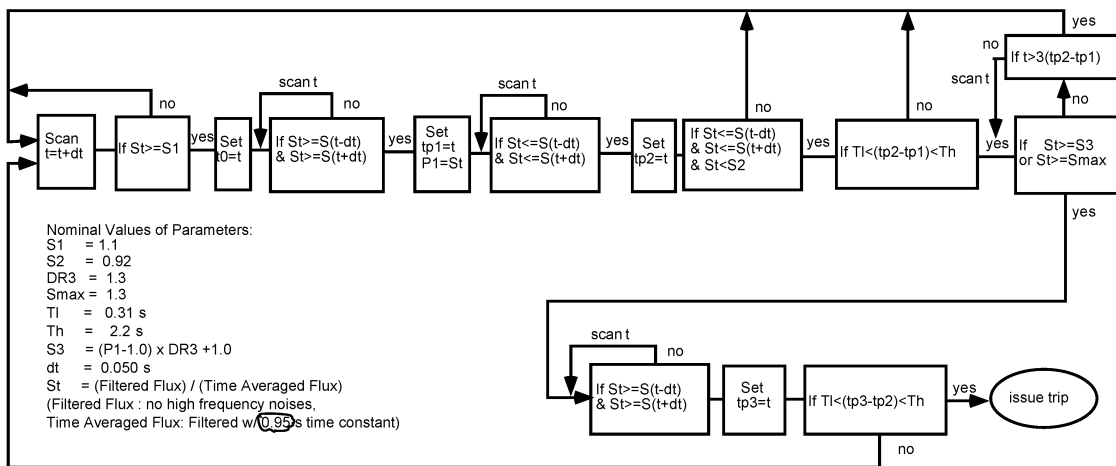 yes
no
If t>3(tp2-tp1)
scan t
scan t
scan t
no
no
no
no
no
no
Scan
t=t+dt
If St>=S1
yes
Set
t0=t
If St>=S(t-dt)
& St>=S(t+dt)
yes
Set
tp1=t
P1=St
If St<=S(t-dt)
& St<=S(t+dt)
yes
Set
tp2=t
If St<=S(t-dt)
& St<=S(t+dt)
& St<S2
yes
If Tl<(tp2-tp1)<Th
yes
If St>=S3
or St>=Smax
yes
Nominal Values of Parameters:
S1 = 1.1
S2 = 0.92
DR3 = 1.3
Smax = 1.3
Tl = 0.31 s
Th = 2.2 s
S3 = (P1-1.0) x DR3 +1.0
dt = 0.050 s
St = (Filtered Flux) / (Time Averaged Flux)
(Filtered Flux : no high frequency noises,
Time Averaged Flux: Filtered w/ 0.95 s time constant)
scan t
no
If St>=S(t-dt)
& St>=S(t+dt)
Set
tp3=t
If Tl<(tp3-tp2)<Th
yes
issue trip
no